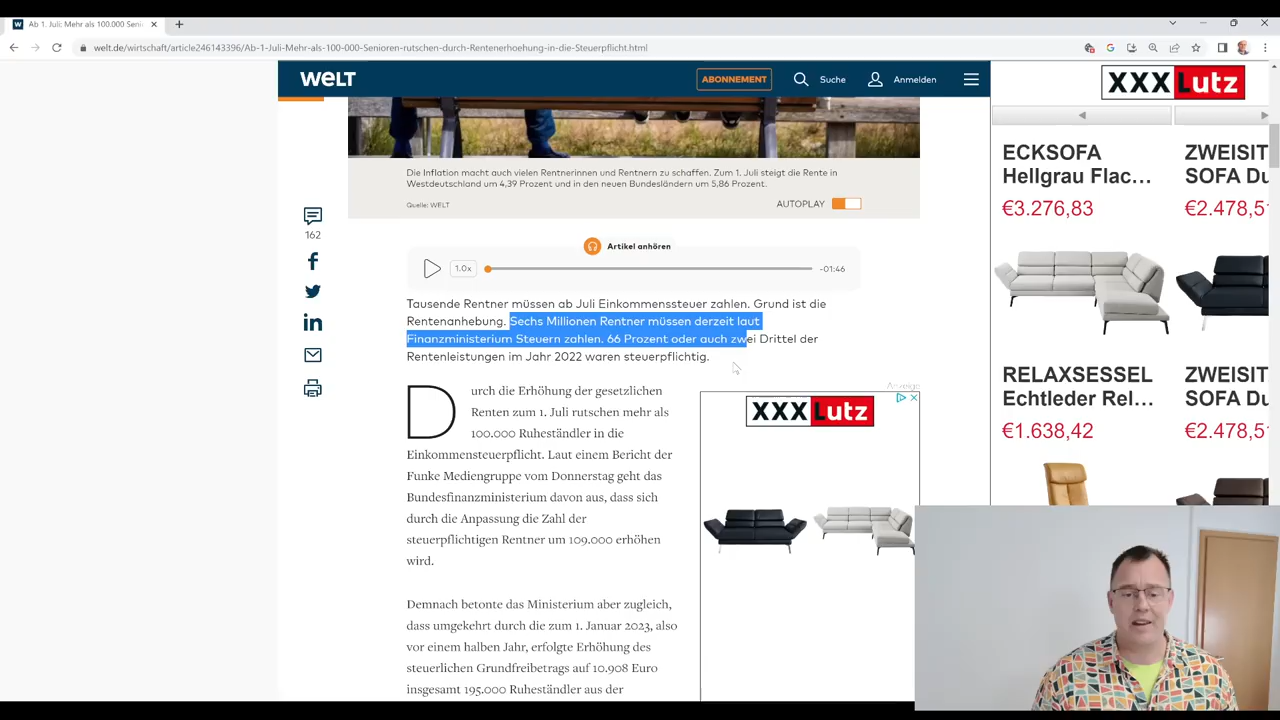 Ab 1. Juli: Mehr als 100.000 Seni
welt.de/wirtschaft/article246143396/Ab-1-Juli-Mehr-als-100-000-Senioren-rutschen-durch-Rentenerhoehung-in-die-Steuerpflicht.html
WELT
ABONNEMENT
Suche
Anmelden
Die Inflation macht auch vielen Rentnerinnen und Rentnern zu schaffen. Zum 1. Juli steigt die Rente in
Westdeutschland um 4,39 Prozent und in den neuen Bundesländern um 5,86 Prozent.
Quelle: WELT
AUTOPLAY
162
Artikel anhören
1.0x
-01:46
Tausende Rentner müssen ab Juli Einkommenssteuer zahlen. Grund ist die
Rentenanhebung. Sechs Millionen Rentner müssen derzeit laut
Finanzministerium Steuern zahlen. 66 Prozent oder auch zwei Drittel der
Rentenleistungen im Jahr 2022 waren steuerpflichtig.
Durch die Erhöhung der gesetzlichen
Renten zum 1. Juli rutschen mehr als
100.000 Ruheständler in die
Einkommensteuerpflicht. Laut einem Bericht der
Funke Mediengruppe vom Donnerstag geht das
Bundesfinanzministerium davon aus, dass sich
durch die Anpassung die Zahl der
steuerpflichtigen Rentner um 109.000 erhöhen
wird.
Demnach betonte das Ministerium aber zugleich,
dass umgekehrt durch die zum 1. Januar 2023, also
vor einem halben Jahr, erfolgte Erhöhung des
steuerlichen Grundfreibetrags auf 10.908 Euro
insgesamt 195.000 Ruheständler aus der
Anzeige
XXXLutz
XXXLutz
ECKSOFA
Hellgrau Flac...
€3.276,83
ZWEISIT
SOFA Du
€2.478,5
RELAXSESSEL
Echtleder Rel...
€1.638,42
ZWEISIT
SOFA Du
€2.478,5